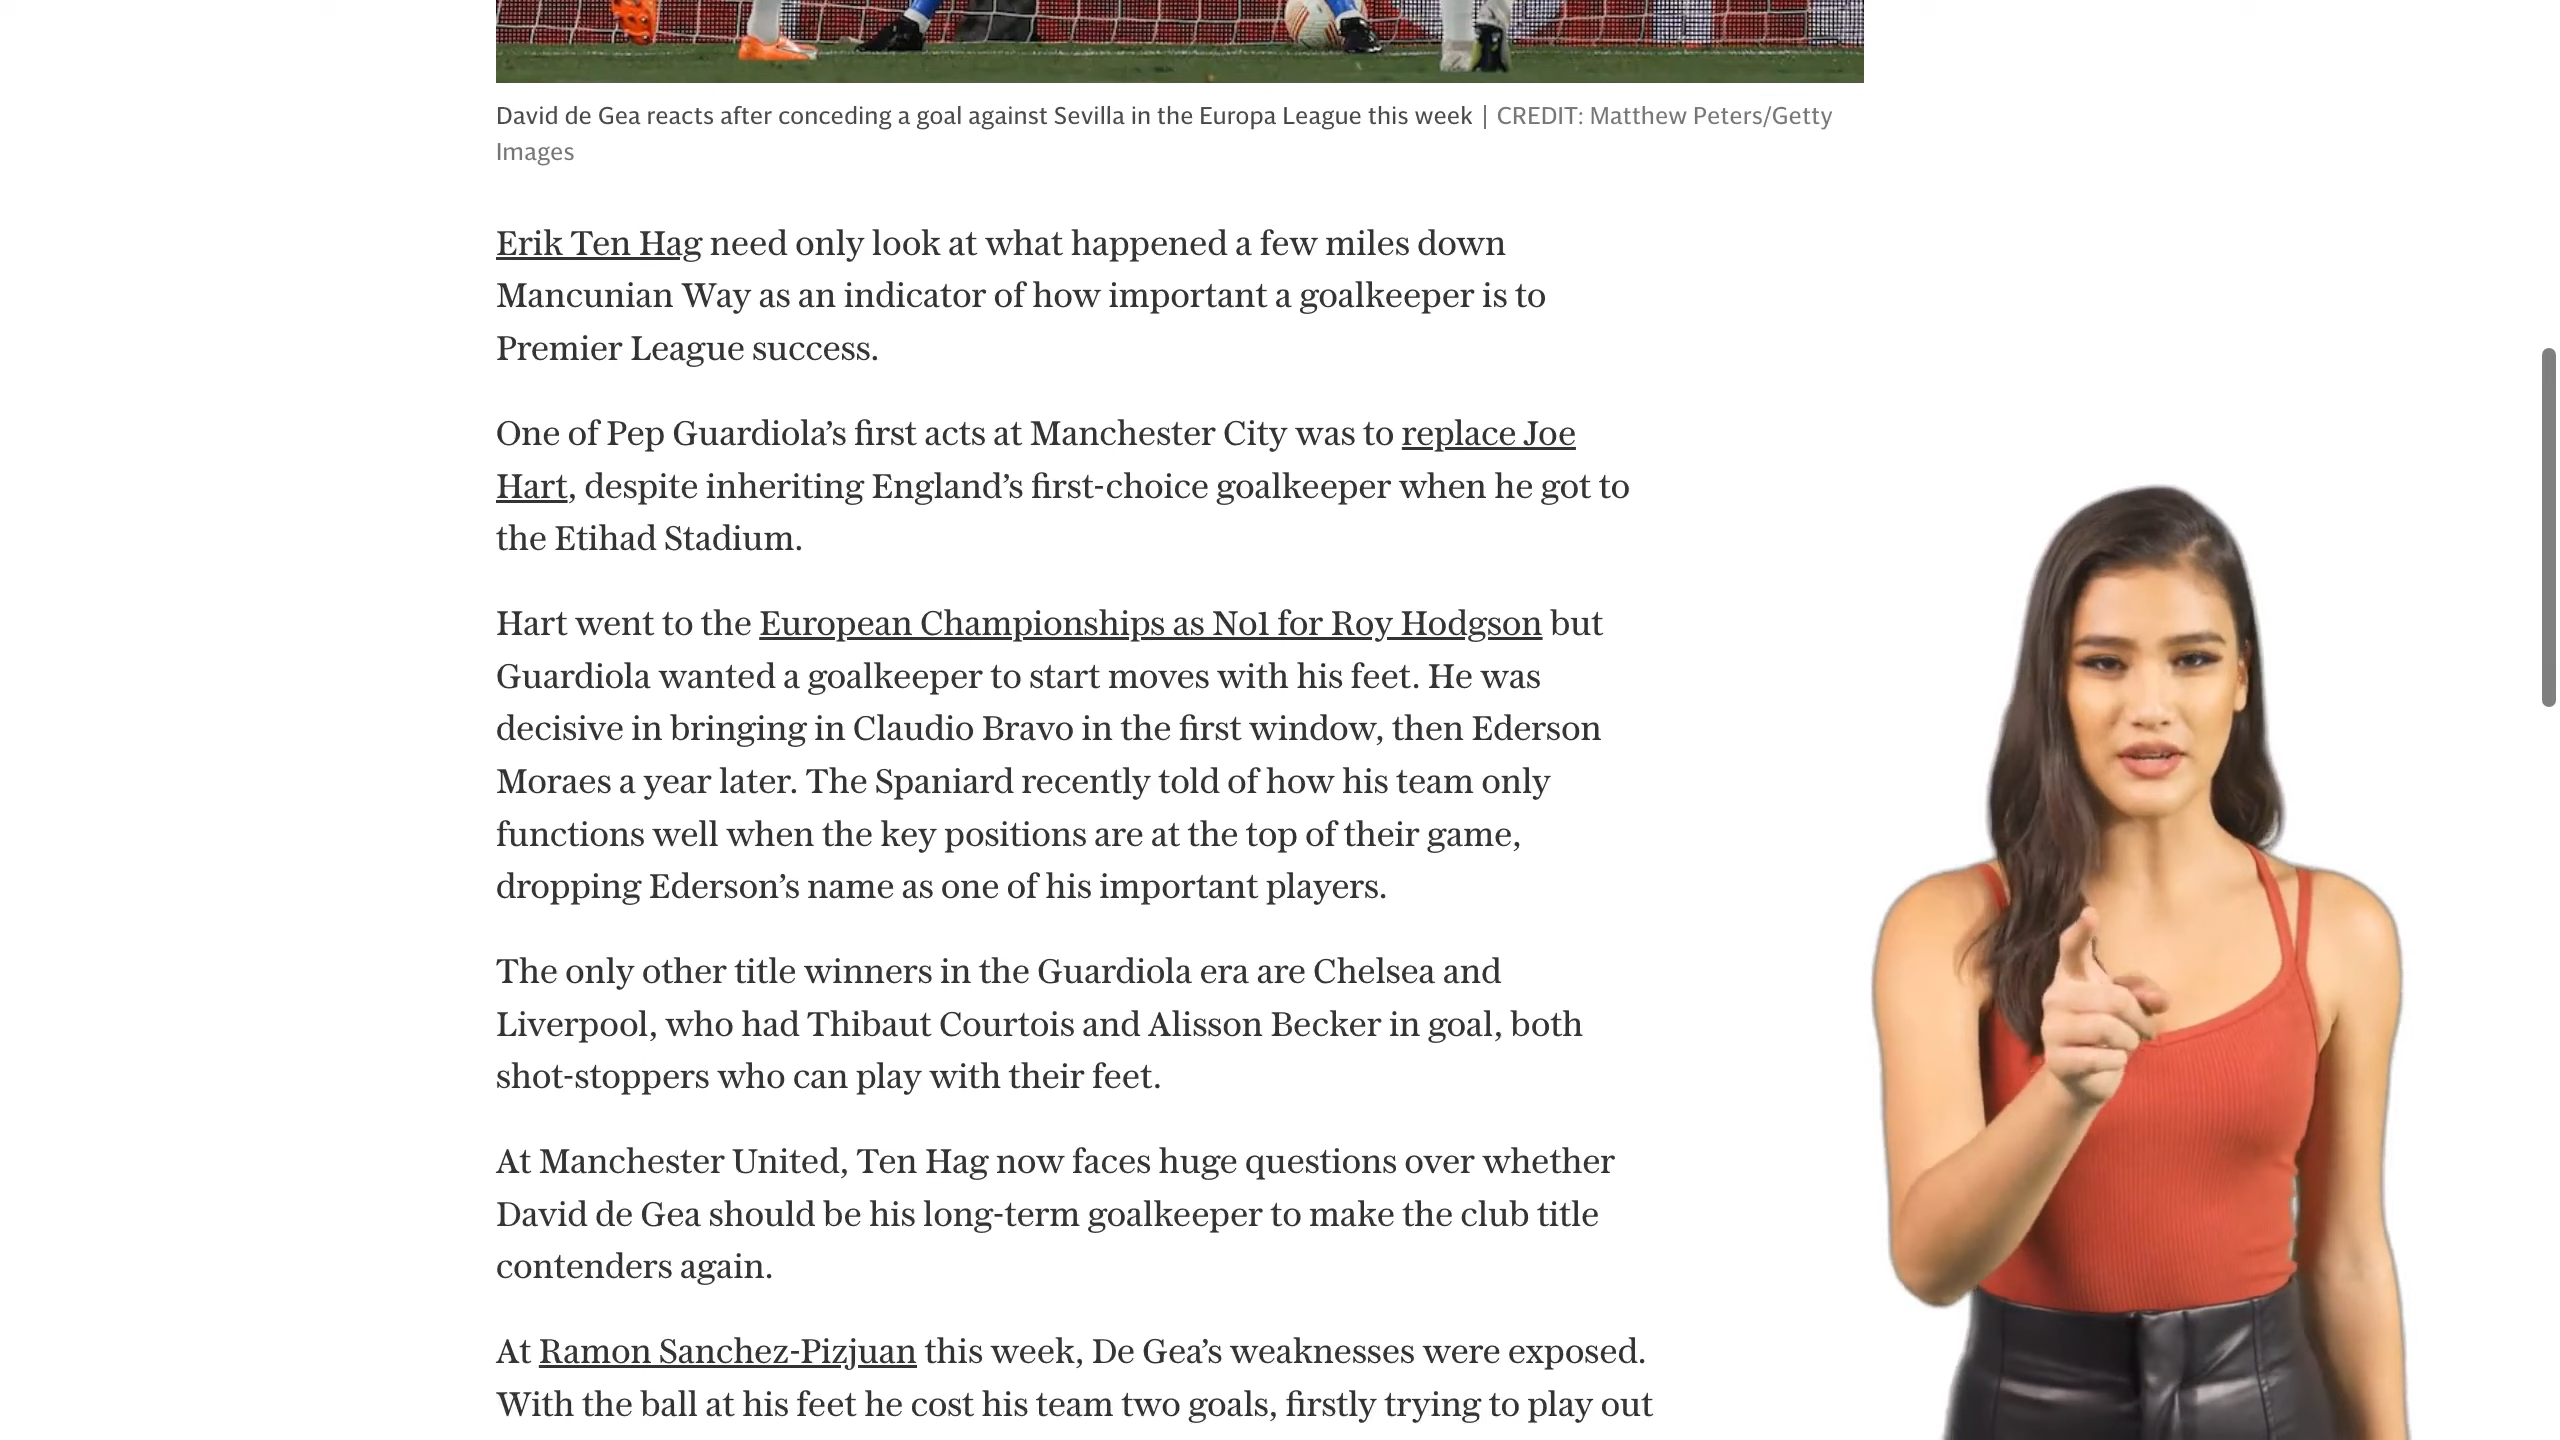 David de Gea reacts after conceding a goal against Sevilla in the Europa League this week | CREDIT: Matthew Peters/Getty
Images
Erik Ten Hag need only look at what happened a few miles down
Mancunian Way as an indicator of how important a goalkeeper is to
Premier League success.
One of Pep Guardiola’s first acts at Manchester City was to replace Joe
Hart, despite inheriting England’s first-choice goalkeeper when he got to
the Etihad Stadium.
Hart went to the European Championships as No1 for Roy Hodgson but
Guardiola wanted a goalkeeper to start moves with his feet. He was
decisive in bringing in Claudio Bravo in the first window, then Ederson
Moraes a year later. The Spaniard recently told of how his team only
functions well when the key positions are at the top of their game,
dropping Ederson’s name as one of his important players.
The only other title winners in the Guardiola era are Chelsea and
Liverpool, who had Thibaut Courtois and Alisson Becker in goal, both
shot-stoppers who can play with their feet.
At Manchester United, Ten Hag now faces huge questions over whether
David de Gea should be his long-term goalkeeper to make the club title
contenders again.
At Ramon Sanchez-Pizjuan this week, De Gea’s weaknesses were exposed.
With the ball at his feet he cost his team two goals, firstly trying to play out